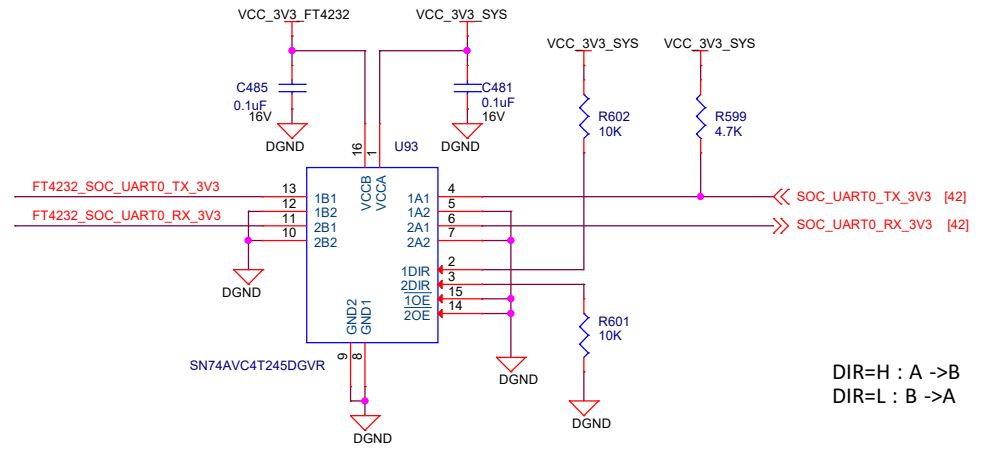 VCC_3V3_FT4232
VCC_3V3_SYS
VCC_3V3_SYS
VCC_3V3_SYS
C485
0.1uF
16V
DGND
C481
0.1uF
16V
DGND
R602
10K
R599
4.7K
16
1
U93
VCCB
VCCA
FT4232_SOC_UART0_TX_3V3
13
1B1
1A1
4
SOC_UART0_TX_3V3 [42]
12
1B2
1A2
5
FT4232_SOC_UART0_RX_3V3
11
2B1
2A1
6
SOC_UART0_RX_3V3 [42]
10
2B2
2A2
7
DGND
1DIR
2
2DIR
3
1OE
15
2OE
14
GND2
GND1
9
8
SN74AVC4T245DGVR
R601
10K
DGND
DGND
DGND
DIR=H : A ->B
DIR=L : B ->A